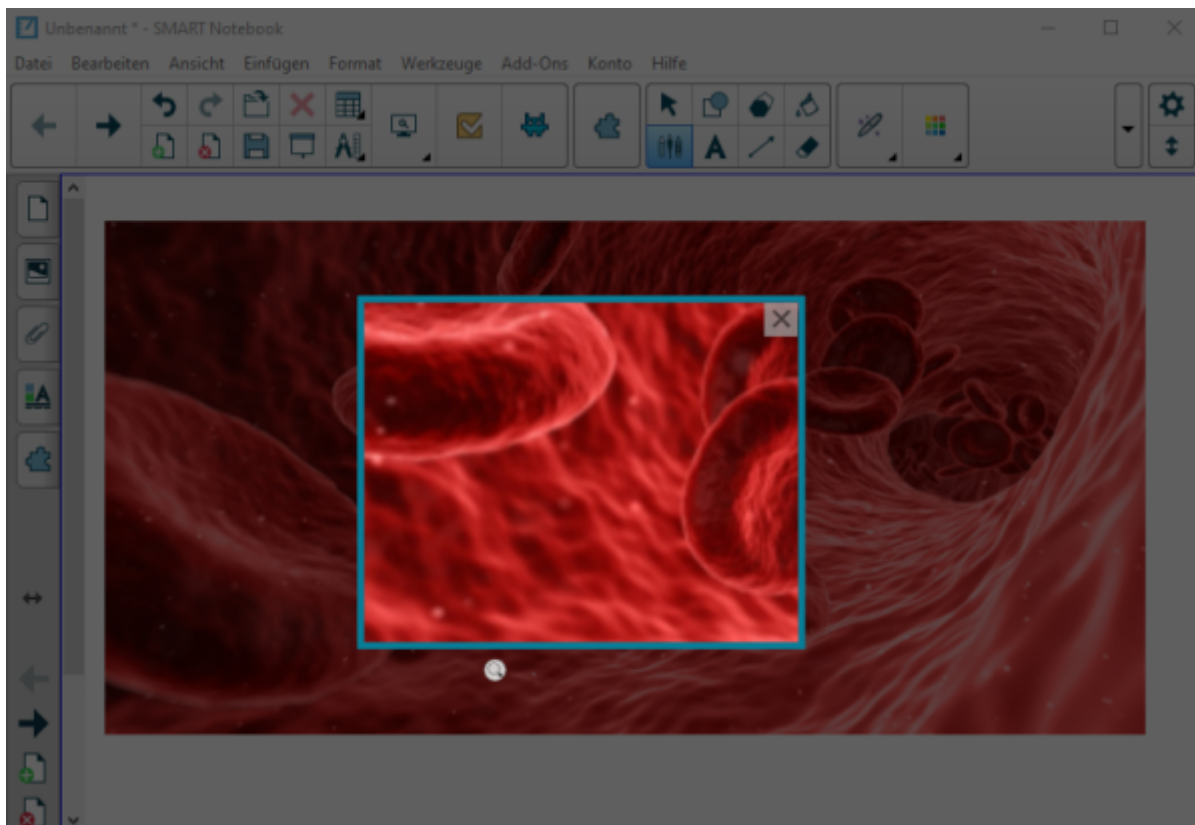 Unbenannt * - SMART Notebook
Datei Bearbeiten Ansicht Einfügen Format Werkzeuge Add-Ons Konto Hilfe
A
A
A